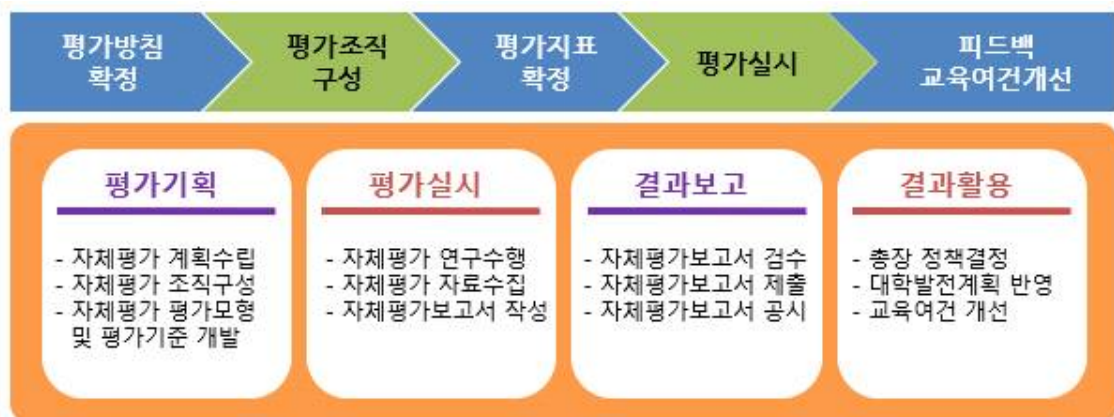 평가방침
확정
평가조직
구성
평가지표
확정
평가실시
피드백
교육여건개선
평가기획
- 자체평가 계획수립
- 자체평가 조직구성
- 자체평가 평가모형
및 평가기준 개발
평가실시
- 자체평가 연구수행
- 자체평가 자료수집
- 자체평가보고서 작성
결과보고
- 자체평가보고서 검수
- 자체평가보고서 제출
- 자체평가보고서 공시
결과활용
- 총장 정책결정
- 대학발전계획 반영
- 교육여건 개선